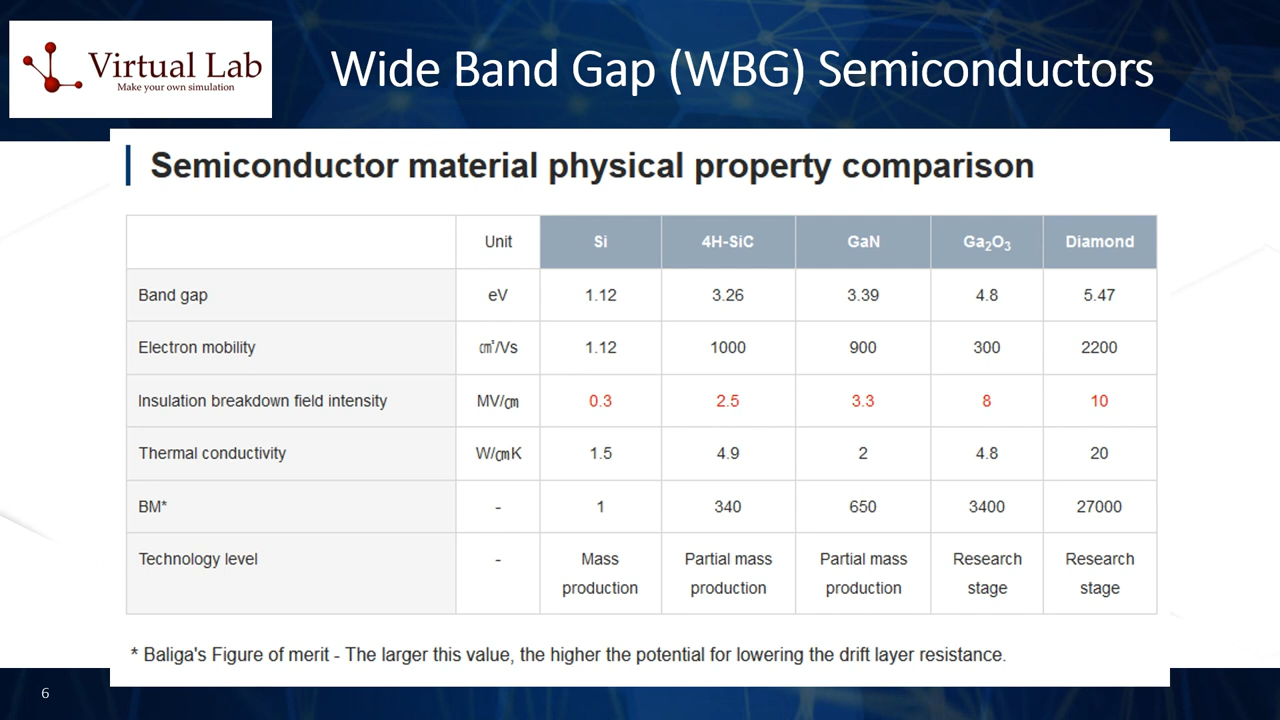 Virtual Lab
Make your own simulation
Wide Band Gap (WBG) Semiconductors
Semiconductor material physical property comparison
Unit Si 4H-SiC GaN Ga₂O₃ Diamond
Band gap eV 1.12 3.26 3.39 4.8 5.47
Electron mobility ㎠/Vs 1.12 1000 900 300 2200
Insulation breakdown field intensity MV/㎝ 0.3 2.5 3.3 8 10
Thermal conductivity W/㎝K 1.5 4.9 2 4.8 20
BM* - 1 340 650 3400 27000
Technology level - Mass Partial mass Partial mass Research Research
production production production stage stage
* Baliga's Figure of merit - The larger this value, the higher the potential for lowering the drift layer resistance.
6